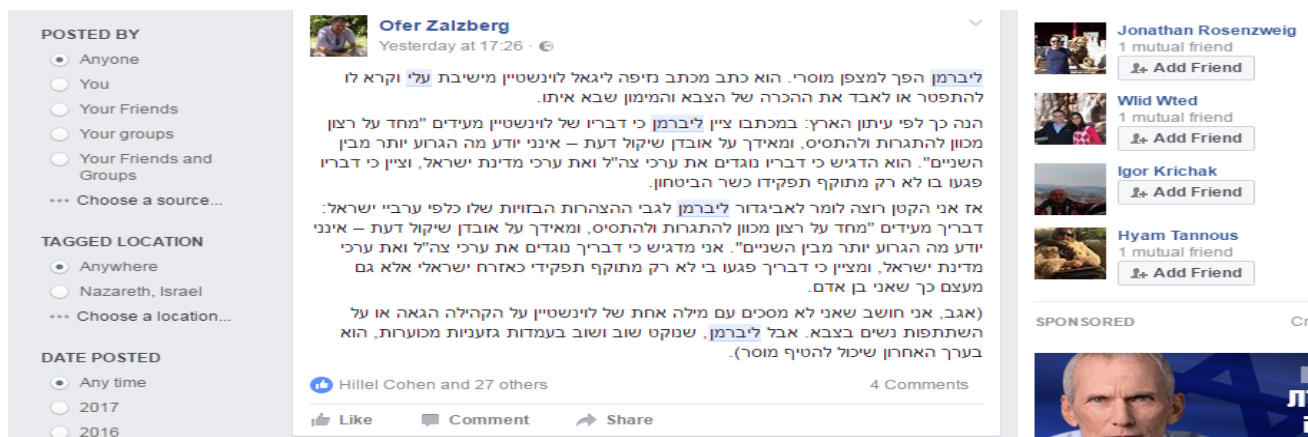 POSTED BY
Anyone
You
Your Friends
Your groups
Your Friends and
Groups
Choose a source...
TAGGED LOCATION
Anywhere
Nazareth, Israel
Choose a location...
DATE POSTED
Any time
2017
2016
Ofer Zalzberg
Yesterday at 17:26
ליברמן הפך למצפן מוסרי. הוא כתב מכתב נזיפה ליגאל לוינשטיין מישיבת עלי וקרא לו
להתפטר או לאבד את ההכרה של הצבא והמימון שבא איתו.
הנה כך לפי עיתון הארץ: במכתבו ציין ליברמן כי דבריו של לוינשטיין מעידים "מחד על רצון
מכוון להתגרות ולהתסיס, ומאידך על אובדן שיקול דעת – אינני יודע מה הגרוע יותר מבין
השניים". הוא הדגיש כי דבריו נוגדים את ערכי צה"ל ואת ערכי מדינת ישראל, וציין כי דבריו
פגעו בו לא רק מתוקף תפקידו כשר הביטחון.
אז אני הקטן רוצה לומר לאביגדור ליברמן לגבי ההצהרות הבזויות שלו כלפי ערביי ישראל:
דבריך מעידים "מחד על רצון מכוון להתגרות ולהתסיס, ומאידך על אובדן שיקול דעת – אינני
יודע מה הגרוע יותר מבין השניים". אני מדגיש כי דבריך נוגדים את ערכי צה"ל ואת ערכי
מדינת ישראל, ומציין כי דבריך פגעו בי לא רק מתוקף תפקידי כאזרח ישראלי אלא גם
מעצם כך שאני בן אדם.
(אגב, אני חושב שאני לא מסכים עם מילה אחת של לוינשטיין על הקהילה הגאה או על
השתתפות נשים בצבא. אבל ליברמן, שנוקט שוב ושוב בעמדות גזעניות מכוערות, הוא
בערך האחרון שיכול להטיף מוסר).
Hillel Cohen and 27 others
4 Comments
Like Comment Share
Jonathan Rosenzweig
1 mutual friend
Add Friend
Wlid Wted
1 mutual friend
Add Friend
Igor Krichak
Add Friend
Hyam Tannous
1 mutual friend
Add Friend
SPONSORED
Cr